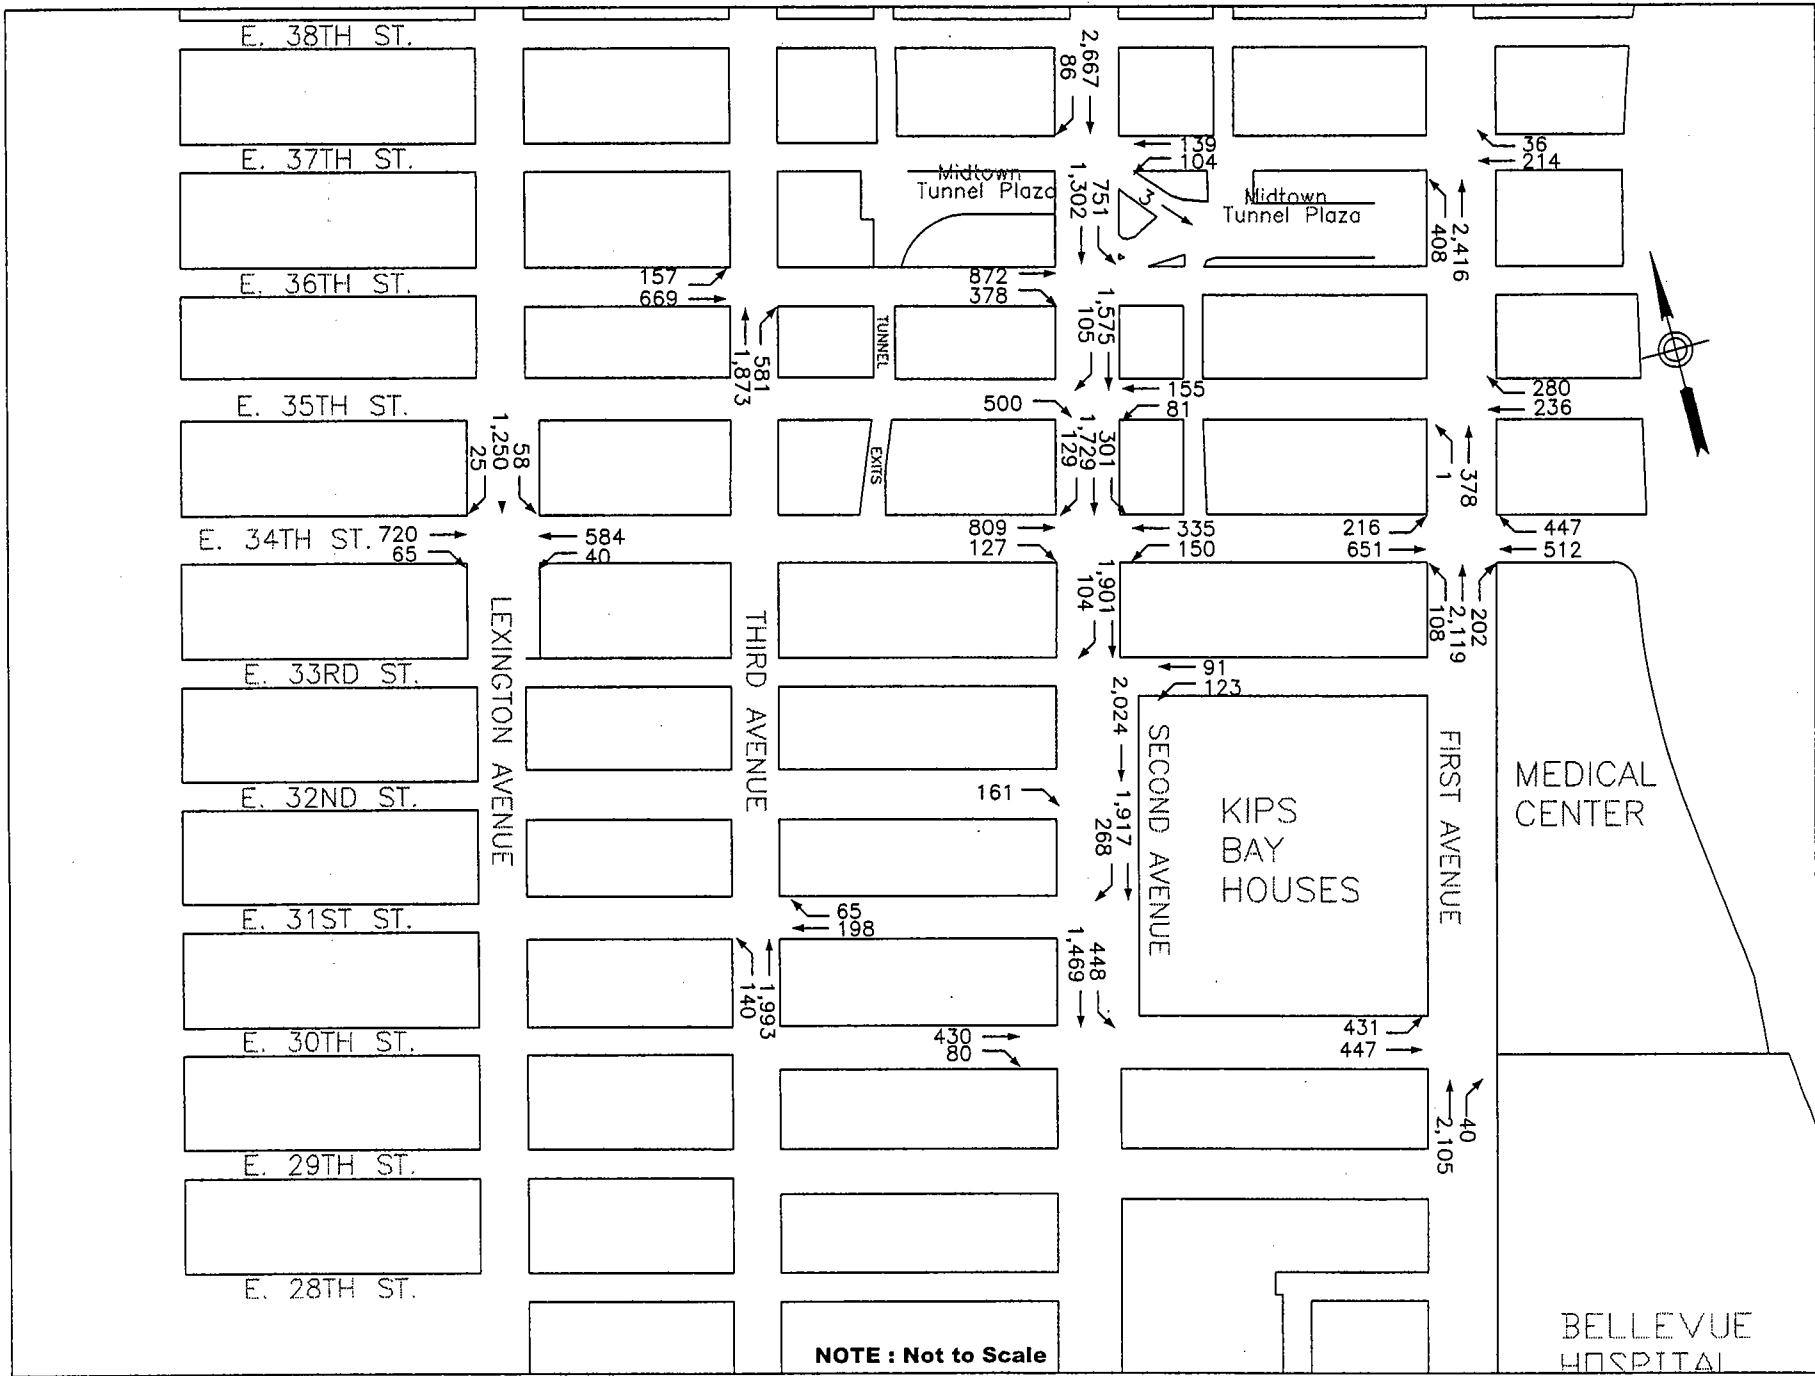 E. 38TH ST.
2,667
86
E. 37TH ST.
139
104
36
214
Midtown
Tunnel Plaza
1,302
751
3
Midtown
Tunnel Plaza
408
2,416
E. 36TH ST.
157
669
872
378
1,575
105
TUNNEL
581
1,873
155
81
280
236
E. 35TH ST.
500
58
1,250
25
EXITS
301
1,729
129
1
378
E. 34TH ST.
720
65
584
40
809
127
335
150
216
651
447
512
1,901
104
202
2,119
108
E. 33RD ST.
91
123
LEXINGTON AVENUE
THIRD AVENUE
2,024
SECOND AVENUE
FIRST AVENUE
MEDICAL
CENTER
E. 32ND ST.
161
1,917
268
KIPS
BAY
HOUSES
E. 31ST ST.
65
198
448
1,469
1,993
140
E. 30TH ST.
430
80
431
447
40
2,105
E. 29TH ST.
E. 28TH ST.
BELLEVUE
HOSPITAL
NOTE : Not to Scale